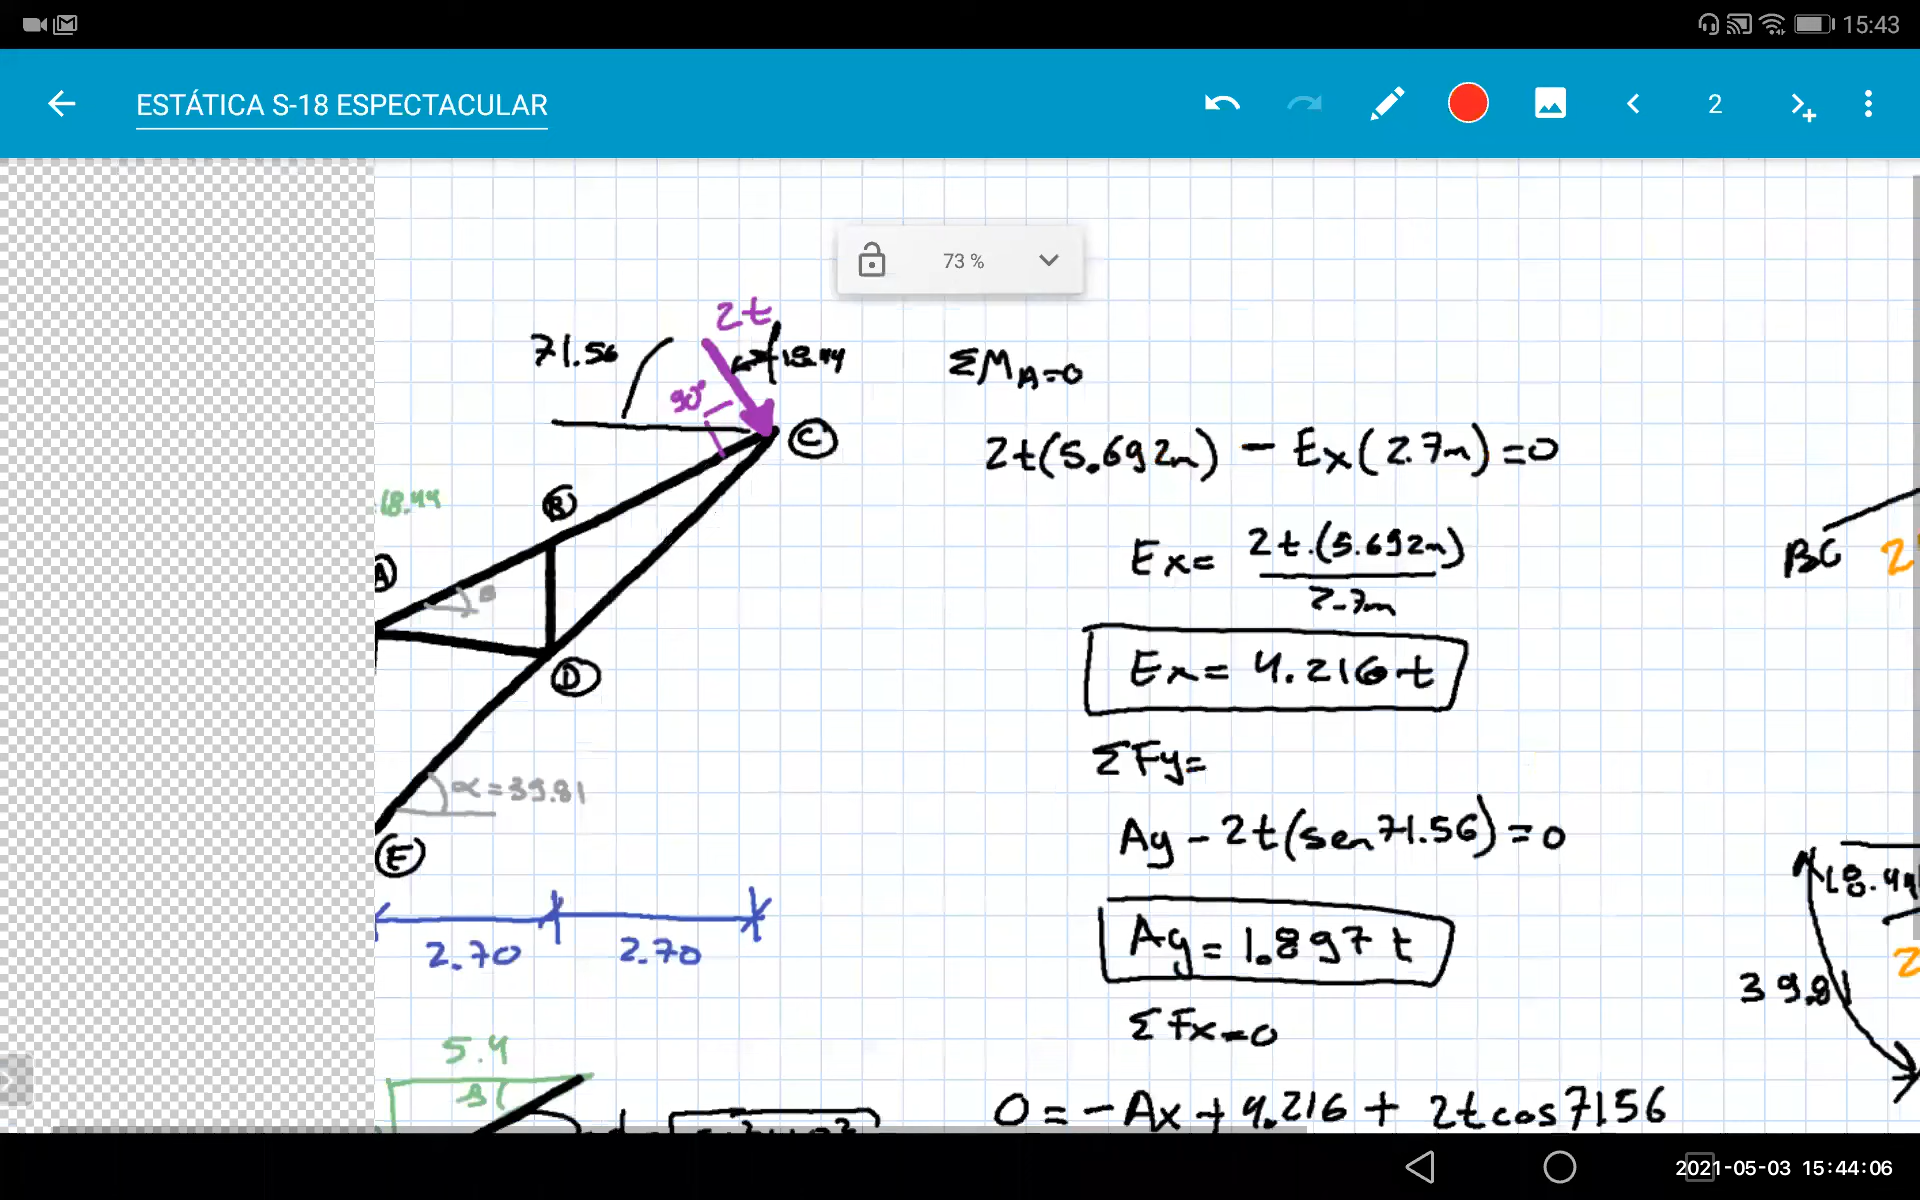 15:43
ESTÁTICA S-18 ESPECTACULAR
2
73 %
2t
71.56
18.44
90°
C
ΣMA=0
2t(5.692m) - Ex(2.7m)=0
18.44
B
A
Ex= 2t.(5.692m)
2.7m
BC
D
Ex= 4.216t
α=39.81
ΣFy=
E
Ay - 2t(sen71.56)=0
18.44
2.70
2.70
Ay= 1.897 t
39.81
ΣFx=0
5.4
0 = -Ax + 4.216 + 2tcos71.56
2021-05-03 15:44:06